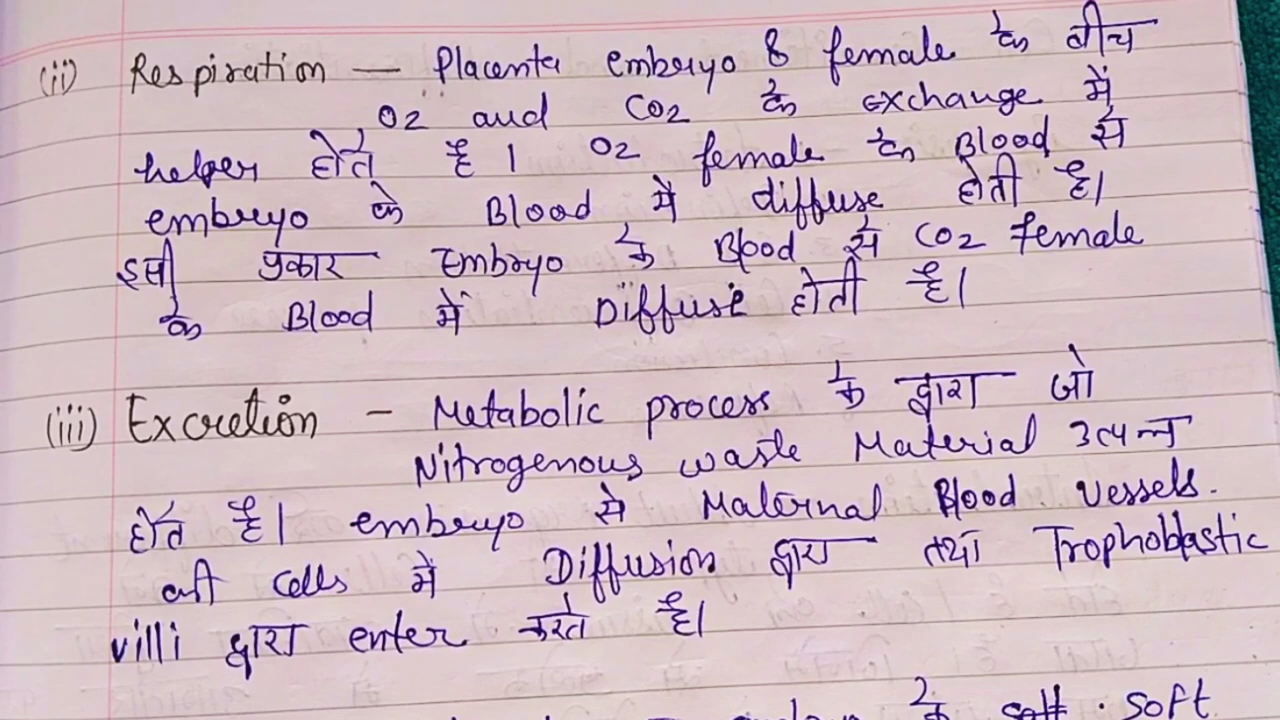 (ii) Respiration — Placenta embryo & female के बीच
O2 and CO2 के exchange में
helper होते है । O2 female के Blood से
embryo के Blood में diffuse होती है।
इसी प्रकार Embryo के Blood से CO2 female
के Blood में Diffuse होती है।
(iii) Excretion - Metabolic process के द्वारा जो
Nitrogenous waste Material उत्पन्न
होते है। embryo से Maternal Blood vessels.
की cells में Diffusion द्वारा तथा Trophoblastic
villi द्वारा enter करते है।
के salt . soft